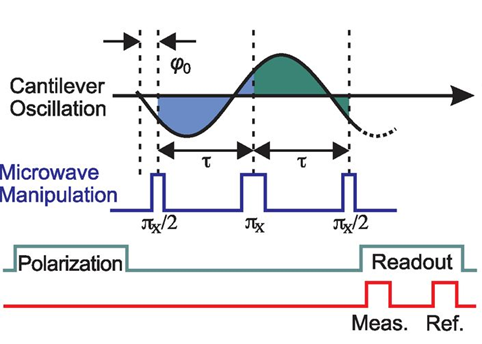 φ₀
Cantilever
Oscillation
τ τ
Microwave
Manipulation
πₓ/2 πₓ πₓ/2
Polarization Readout
Meas. Ref.